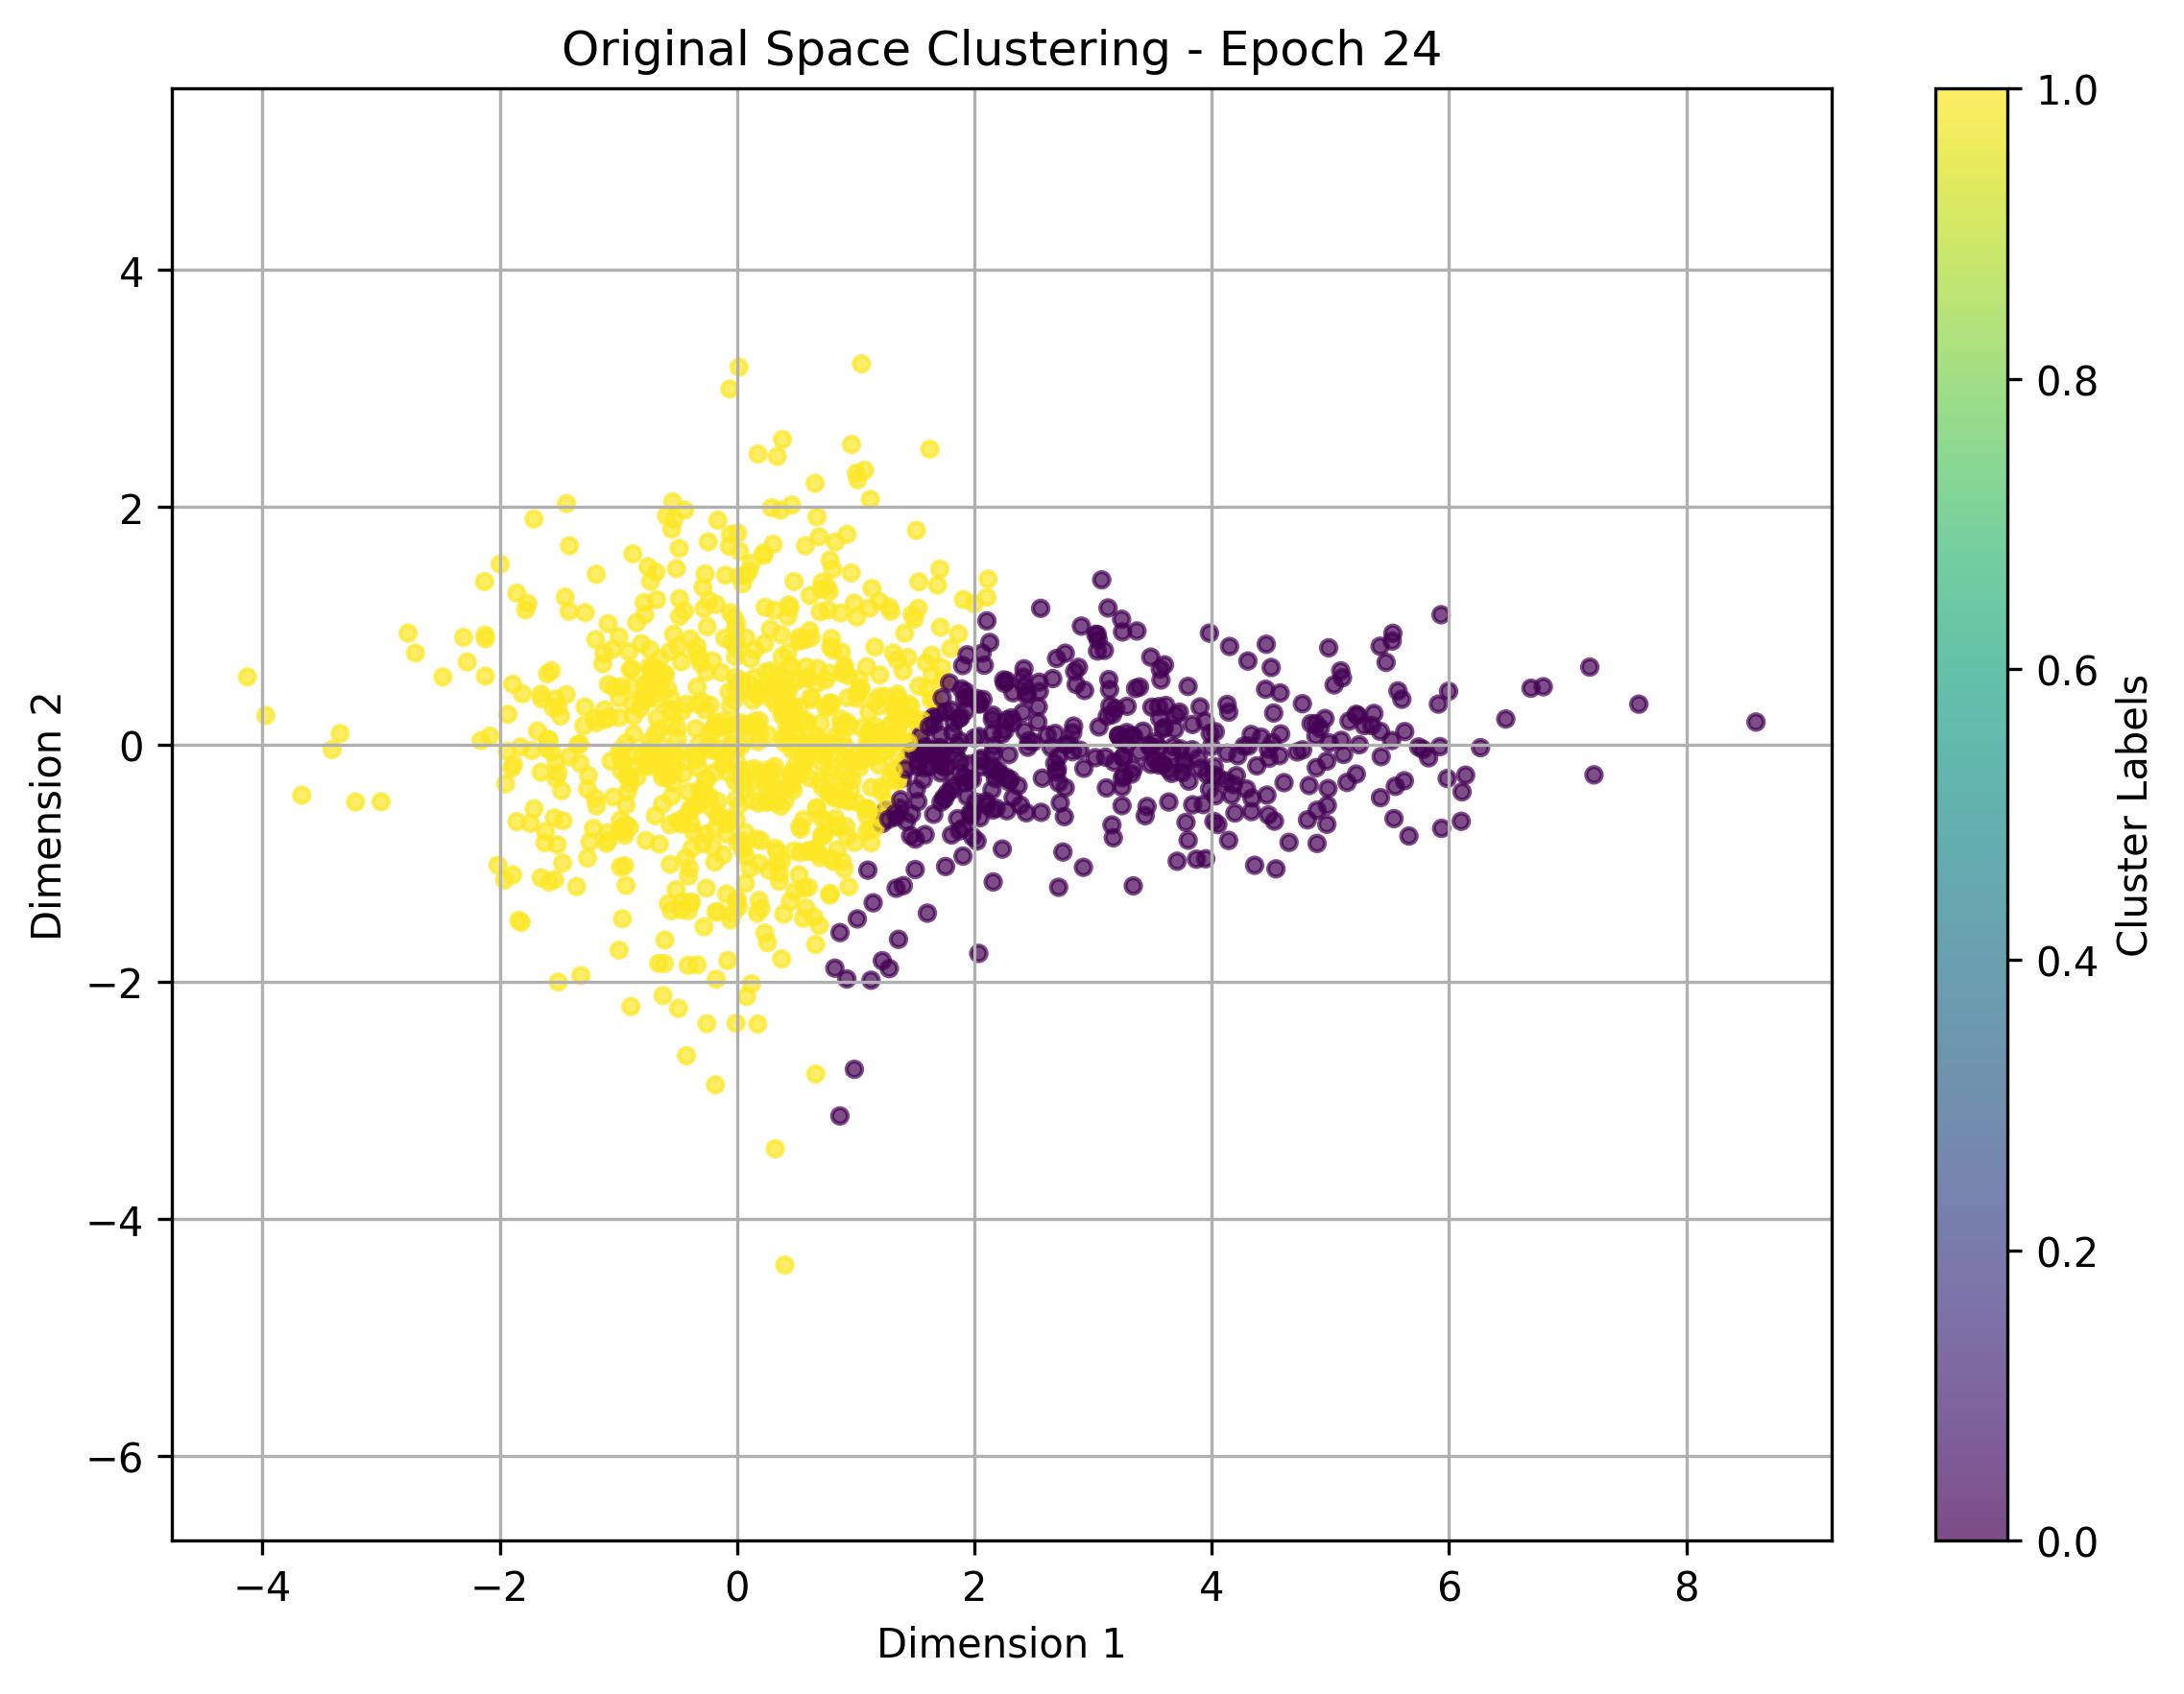 Original Space Clustering - Epoch 24
4
2
0
−2
−4
−6
Dimension 2
−4 −2 0 2 4 6 8
Dimension 1
1.0
0.8
0.6
0.4
0.2
0.0
Cluster Labels